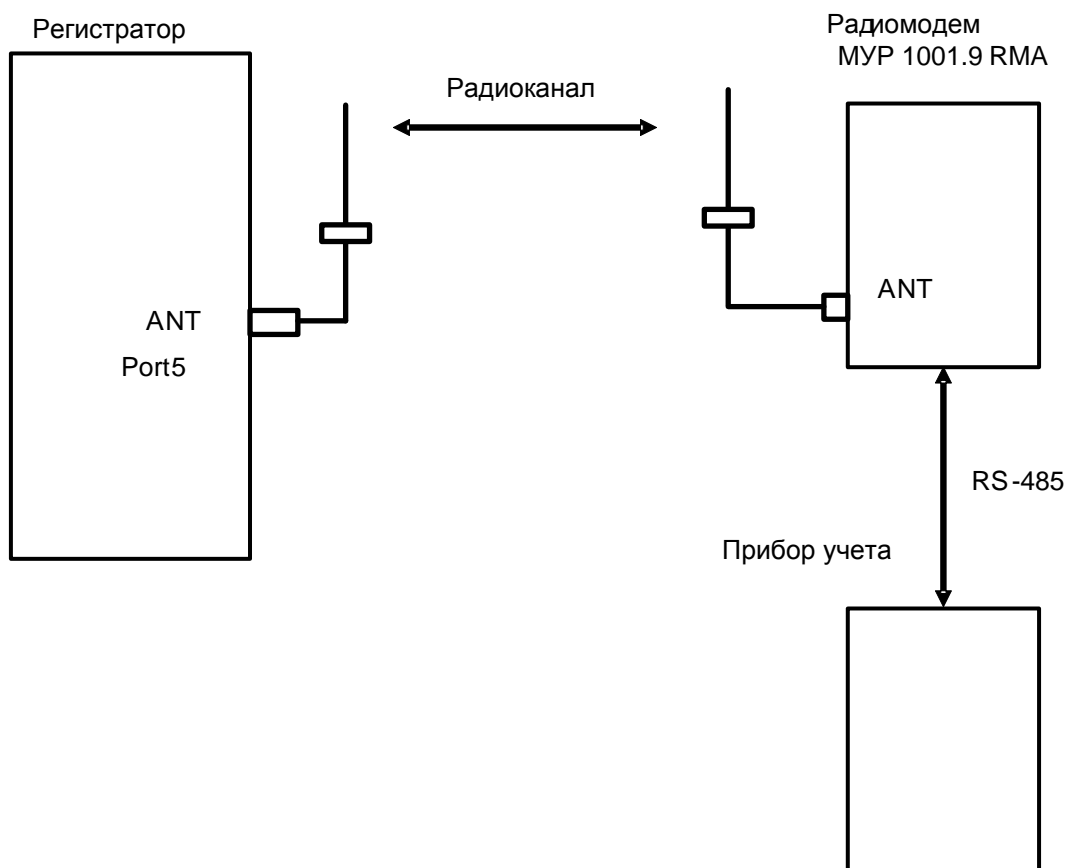 Регистратор
Радиомодем
МУР 1001.9 RMA
Радиоканал
ANT
Port5
ANT
RS-485
Прибор учета